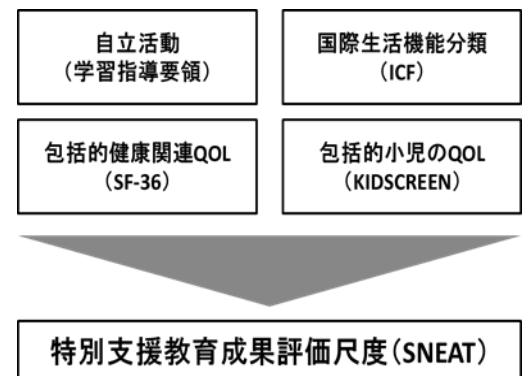 自立活動
（学習指導要領）
国際生活機能分類
（ICF）
包括的健康関連QOL
（SF-36）
包括的小児のQOL
（KIDSCREEN）
特別支援教育成果評価尺度（SNEAT）